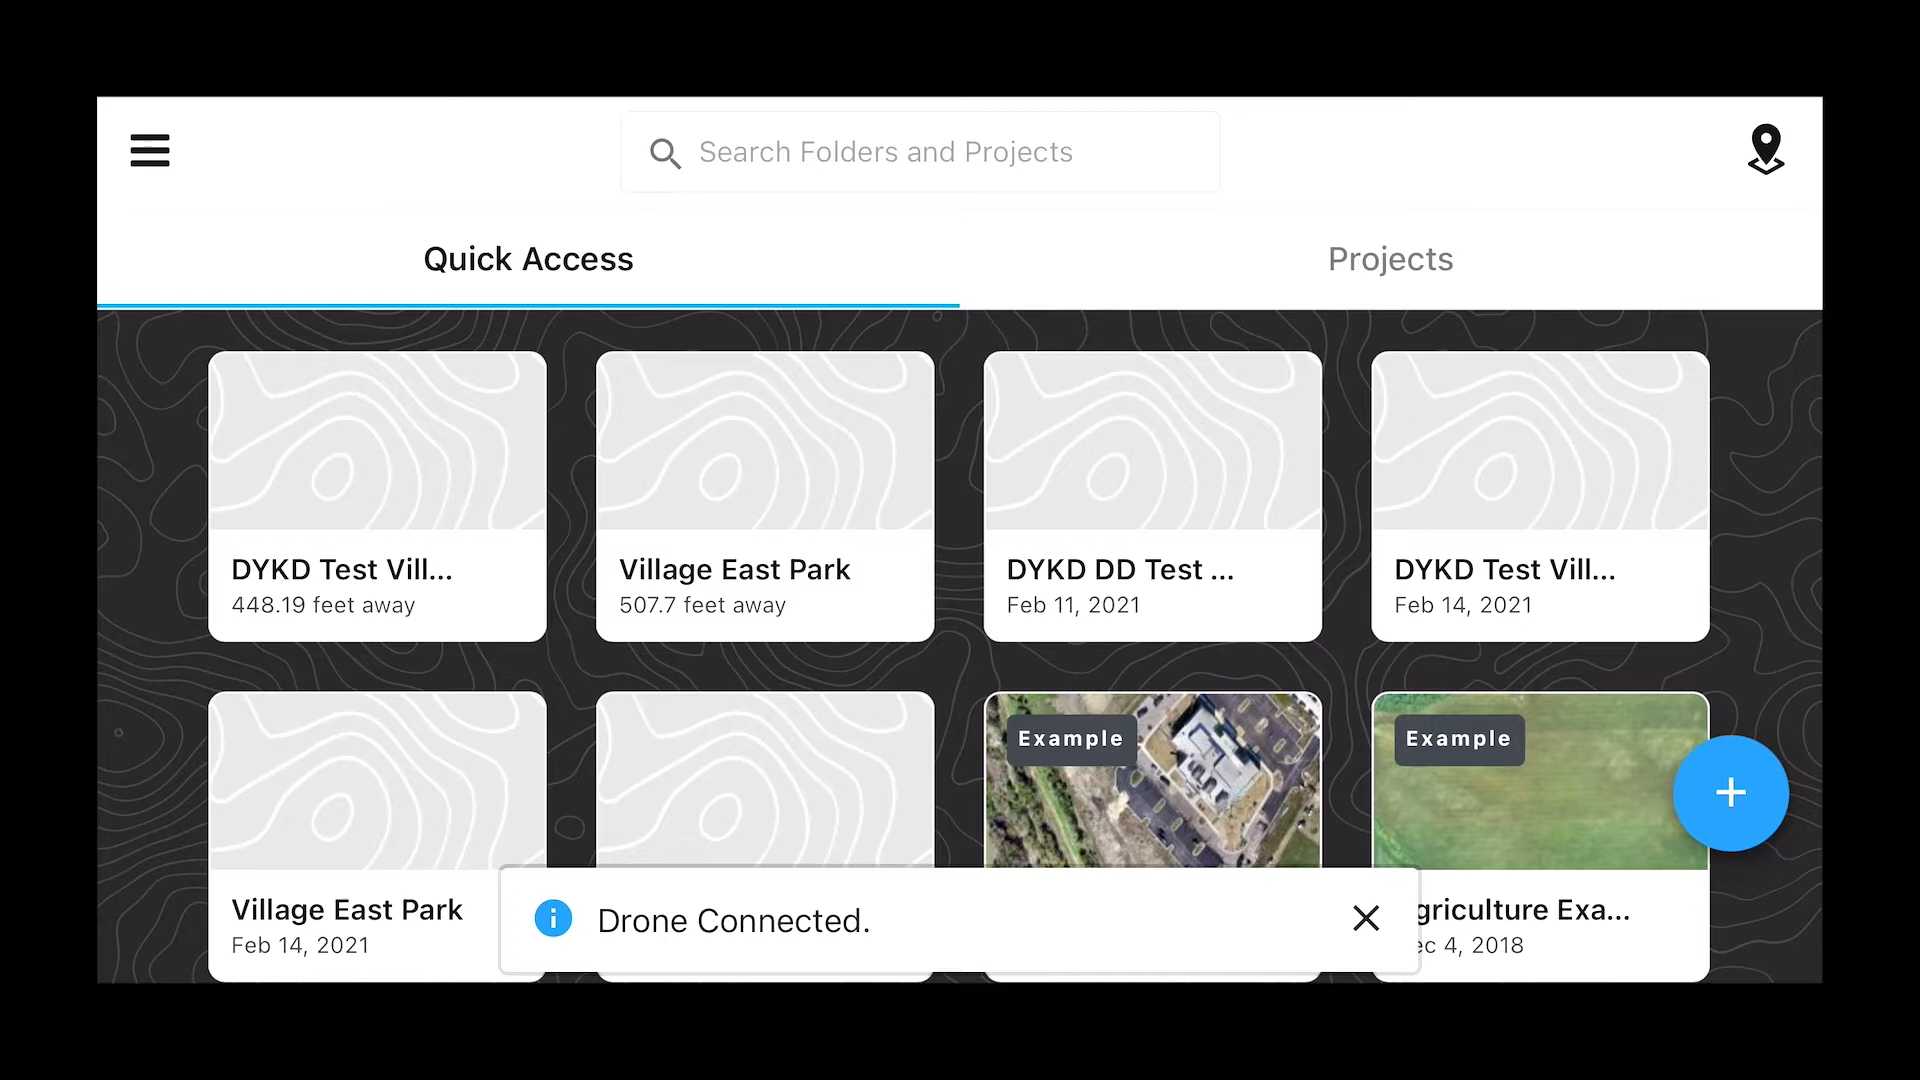 Search Folders and Projects
Quick Access
Projects
DYKD Test Vill...
448.19 feet away
Village East Park
507.7 feet away
DYKD DD Test ...
Feb 11, 2021
DYKD Test Vill...
Feb 14, 2021
Example
Example
Village East Park
Feb 14, 2021
griculture Exa...
ec 4, 2018
Drone Connected.